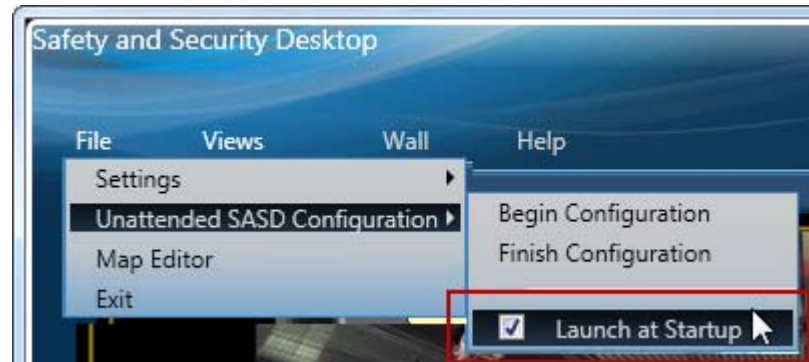 Safety and Security Desktop
File Views Wall Help
Settings
Unattended SASD Configuration
Map Editor
Exit
Begin Configuration
Finish Configuration
Launch at Startup